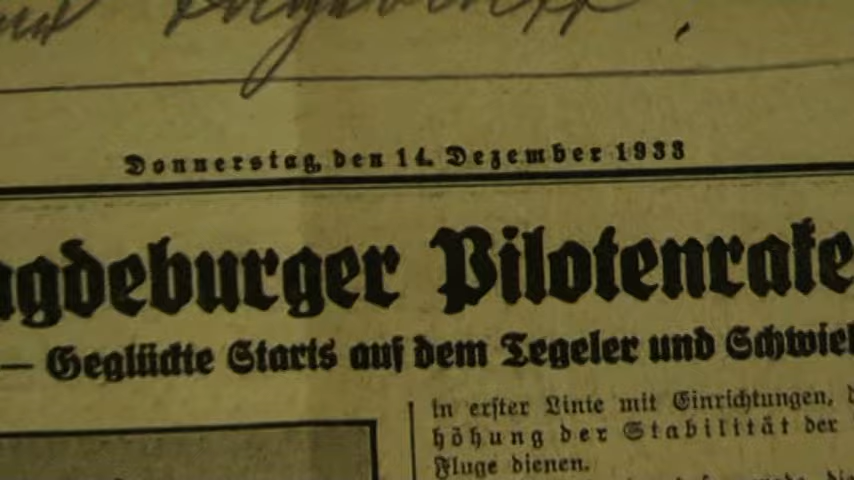 Donnerstag, den 14. Dezember 1933
agdeburger Pilotenrake
— Geglückte Starts auf dem Tegeler und Schwiel
in erster Linie mit Einrichtungen, d
höhung der Stabilität der
Fluge dienen.